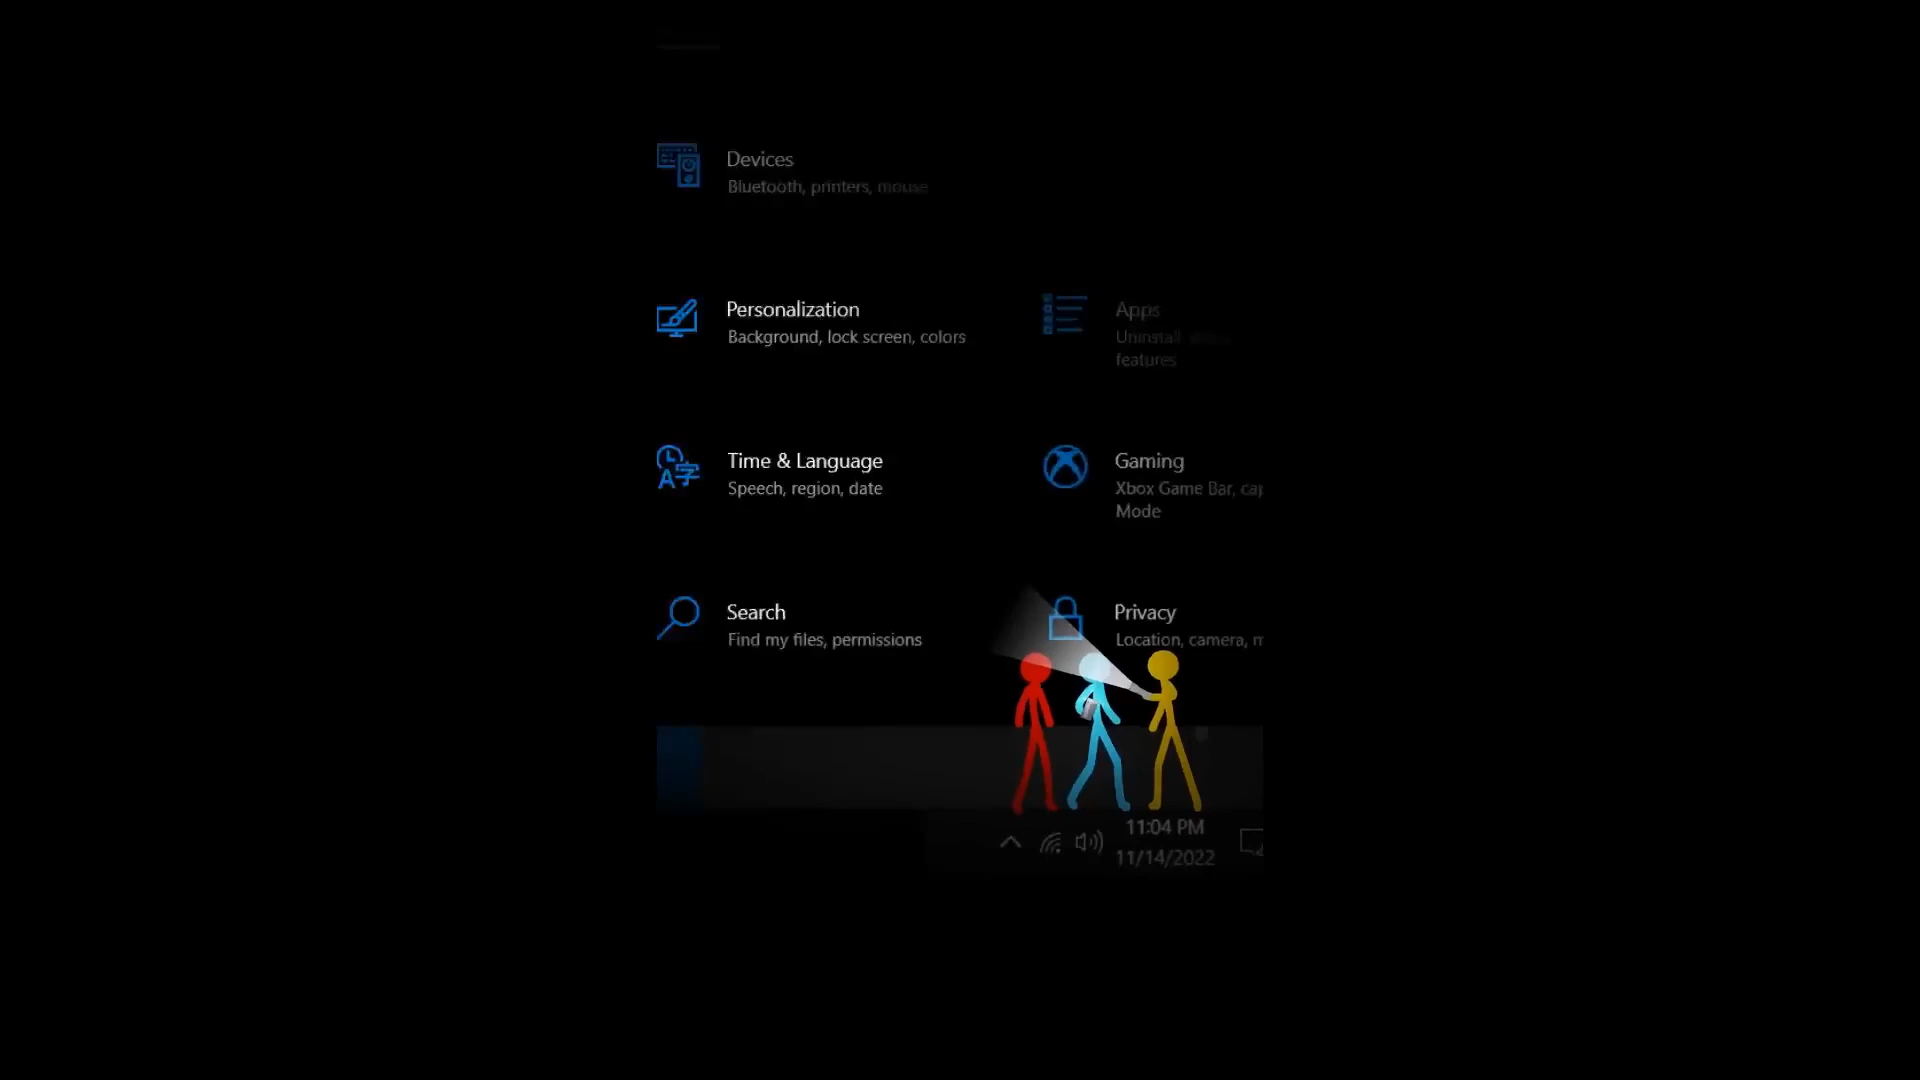 Devices
Bluetooth, printers, mouse
Personalization
Background, lock screen, colors
Apps
Uninstall
features
Time & Language
Speech, region, date
Gaming
Xbox Game Bar,
Mode
Search
Find my files, permissions
Privacy
Location, camera,
11:04 PM
11/14/2022